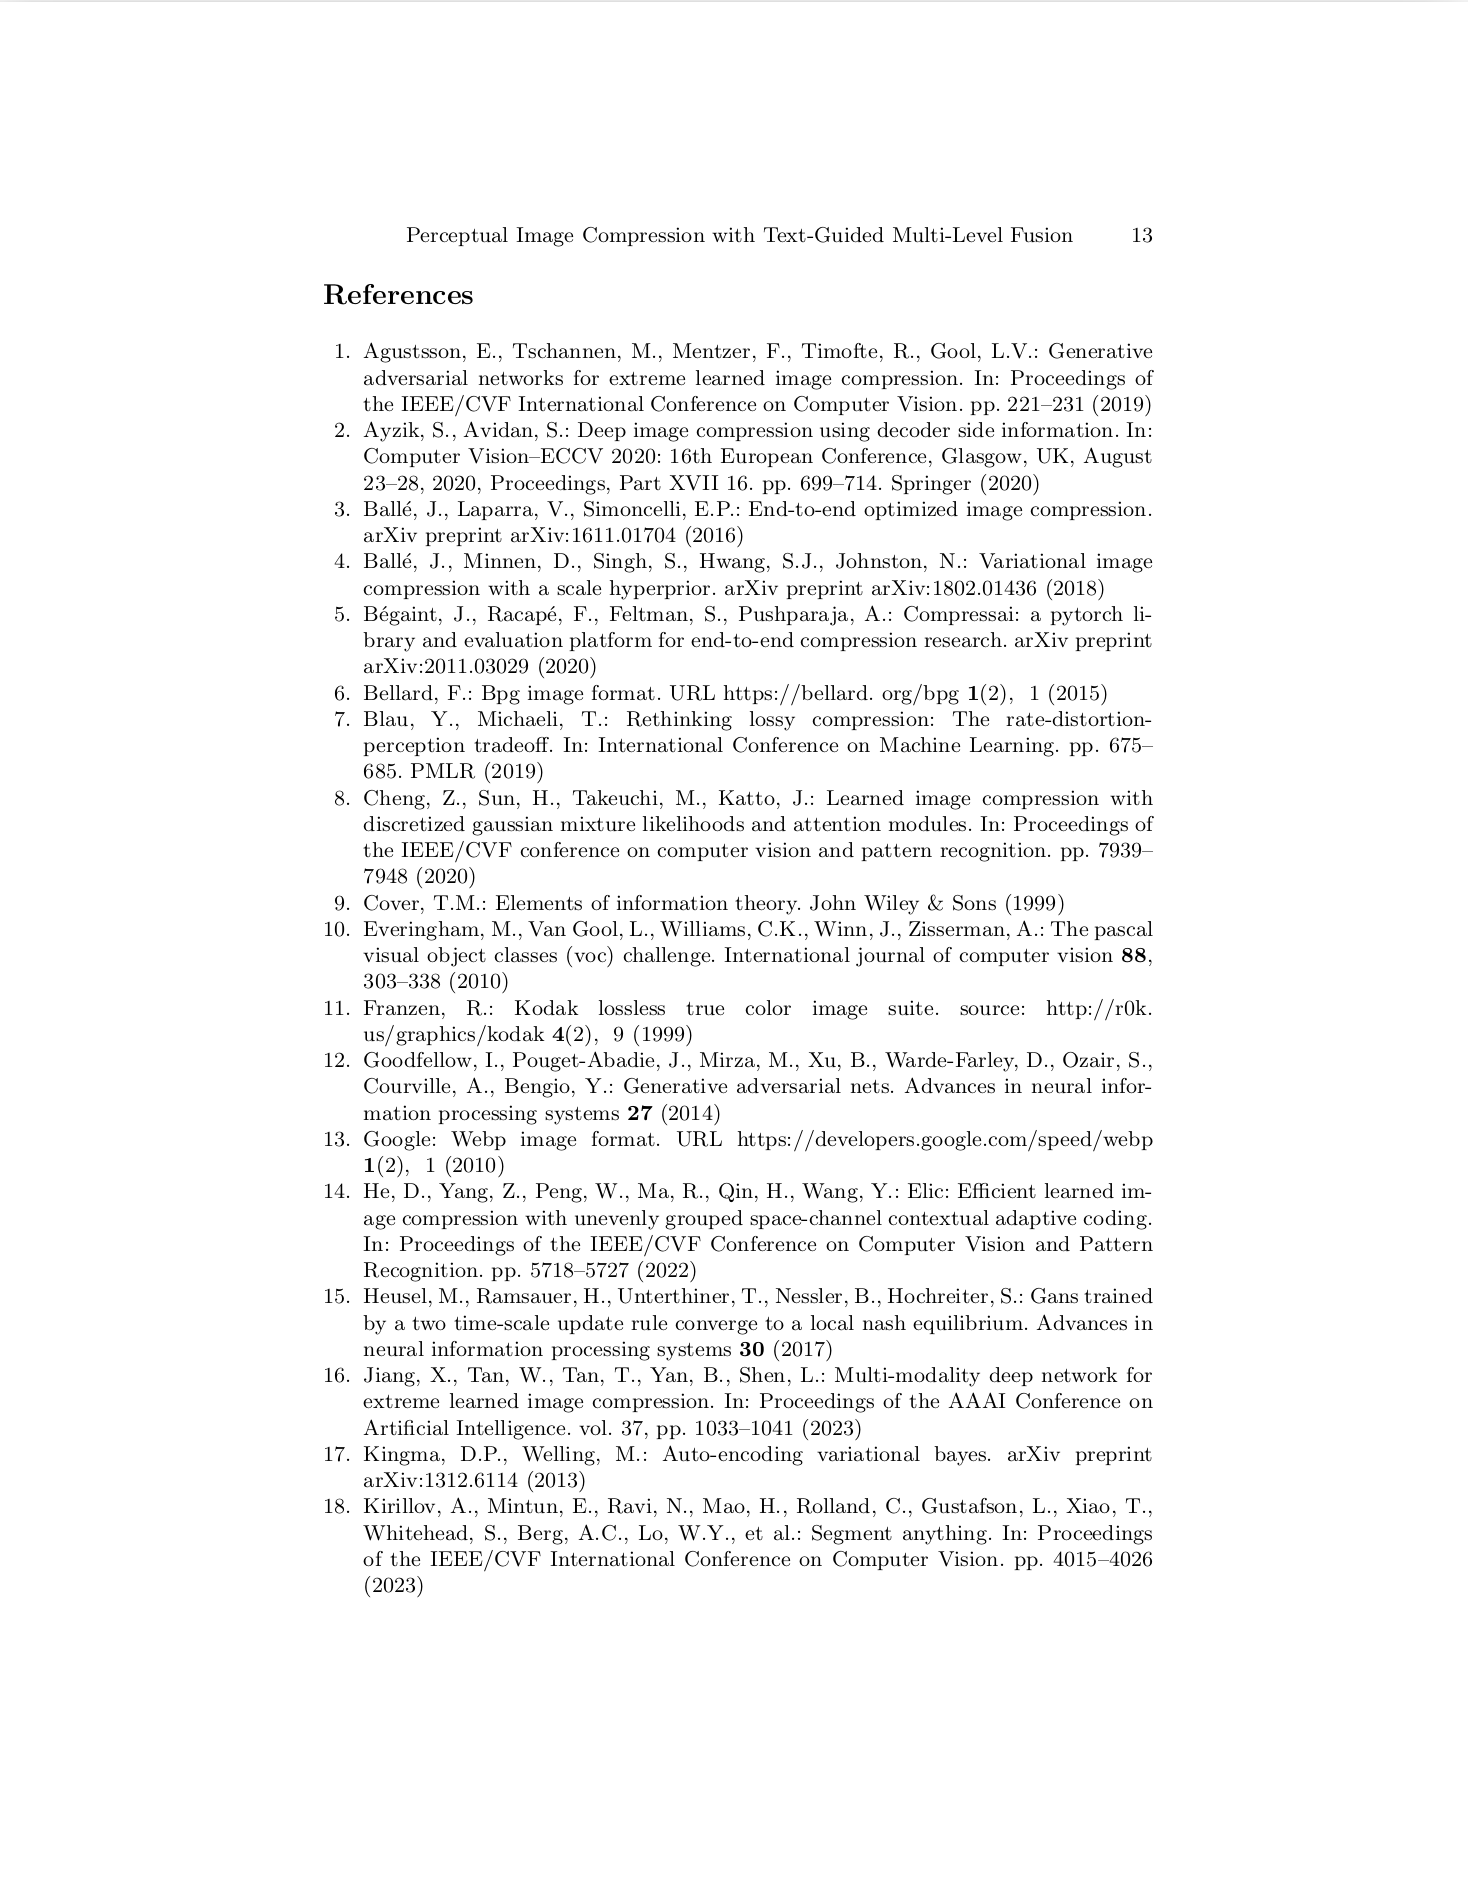 Perceptual Image Compression with Text-Guided Multi-Level Fusion 13
References
1. Agustsson, E., Tschannen, M., Mentzer, F., Timofte, R., Gool, L.V.: Generative
adversarial networks for extreme learned image compression. In: Proceedings of
the IEEE/CVF International Conference on Computer Vision. pp. 221–231 (2019)
2. Ayzik, S., Avidan, S.: Deep image compression using decoder side information. In:
Computer Vision–ECCV 2020: 16th European Conference, Glasgow, UK, August
23–28, 2020, Proceedings, Part XVII 16. pp. 699–714. Springer (2020)
3. Ballé, J., Laparra, V., Simoncelli, E.P.: End-to-end optimized image compression.
arXiv preprint arXiv:1611.01704 (2016)
4. Ballé, J., Minnen, D., Singh, S., Hwang, S.J., Johnston, N.: Variational image
compression with a scale hyperprior. arXiv preprint arXiv:1802.01436 (2018)
5. Bégaint, J., Racapé, F., Feltman, S., Pushparaja, A.: Compressai: a pytorch li-
brary and evaluation platform for end-to-end compression research. arXiv preprint
arXiv:2011.03029 (2020)
6. Bellard, F.: Bpg image format. URL https://bellard. org/bpg 1(2), 1 (2015)
7. Blau, Y., Michaeli, T.: Rethinking lossy compression: The rate-distortion-
perception tradeoff. In: International Conference on Machine Learning. pp. 675–
685. PMLR (2019)
8. Cheng, Z., Sun, H., Takeuchi, M., Katto, J.: Learned image compression with
discretized gaussian mixture likelihoods and attention modules. In: Proceedings of
the IEEE/CVF conference on computer vision and pattern recognition. pp. 7939–
7948 (2020)
9. Cover, T.M.: Elements of information theory. John Wiley & Sons (1999)
10. Everingham, M., Van Gool, L., Williams, C.K., Winn, J., Zisserman, A.: The pascal
visual object classes (voc) challenge. International journal of computer vision 88,
303–338 (2010)
11. Franzen, R.: Kodak lossless true color image suite. source: http://r0k.
us/graphics/kodak 4(2), 9 (1999)
12. Goodfellow, I., Pouget-Abadie, J., Mirza, M., Xu, B., Warde-Farley, D., Ozair, S.,
Courville, A., Bengio, Y.: Generative adversarial nets. Advances in neural infor-
mation processing systems 27 (2014)
13. Google: Webp image format. URL https://developers.google.com/speed/webp
1(2), 1 (2010)
14. He, D., Yang, Z., Peng, W., Ma, R., Qin, H., Wang, Y.: Elic: Efficient learned im-
age compression with unevenly grouped space-channel contextual adaptive coding.
In: Proceedings of the IEEE/CVF Conference on Computer Vision and Pattern
Recognition. pp. 5718–5727 (2022)
15. Heusel, M., Ramsauer, H., Unterthiner, T., Nessler, B., Hochreiter, S.: Gans trained
by a two time-scale update rule converge to a local nash equilibrium. Advances in
neural information processing systems 30 (2017)
16. Jiang, X., Tan, W., Tan, T., Yan, B., Shen, L.: Multi-modality deep network for
extreme learned image compression. In: Proceedings of the AAAI Conference on
Artificial Intelligence. vol. 37, pp. 1033–1041 (2023)
17. Kingma, D.P., Welling, M.: Auto-encoding variational bayes. arXiv preprint
arXiv:1312.6114 (2013)
18. Kirillov, A., Mintun, E., Ravi, N., Mao, H., Rolland, C., Gustafson, L., Xiao, T.,
Whitehead, S., Berg, A.C., Lo, W.Y., et al.: Segment anything. In: Proceedings
of the IEEE/CVF International Conference on Computer Vision. pp. 4015–4026
(2023)